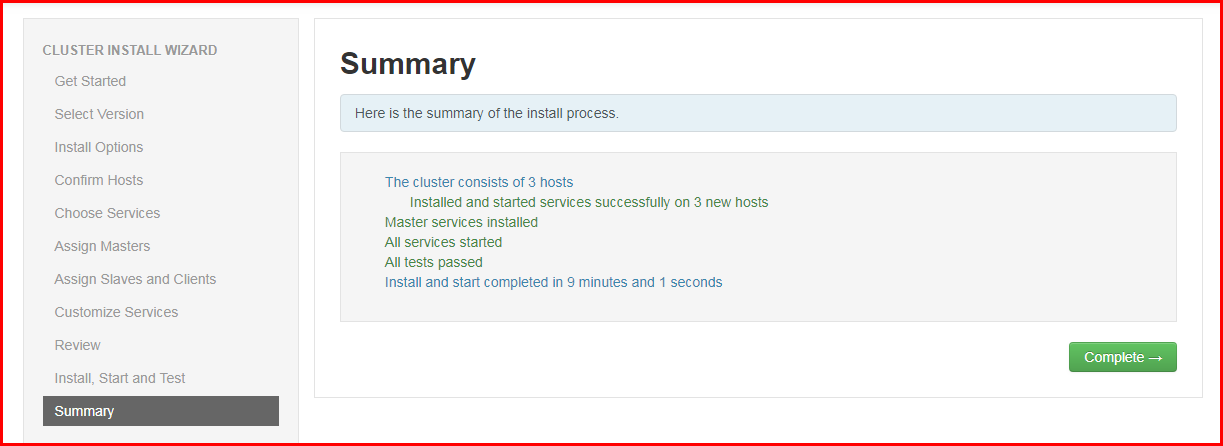 CLUSTER INSTALL WIZARD
Get Started
Select Version
Install Options
Confirm Hosts
Choose Services
Assign Masters
Assign Slaves and Clients
Customize Services
Review
Install, Start and Test
Summary
Summary
Here is the summary of the install process.
The cluster consists of 3 hosts
Installed and started services successfully on 3 new hosts
Master services installed
All services started
All tests passed
Install and start completed in 9 minutes and 1 seconds
Complete →